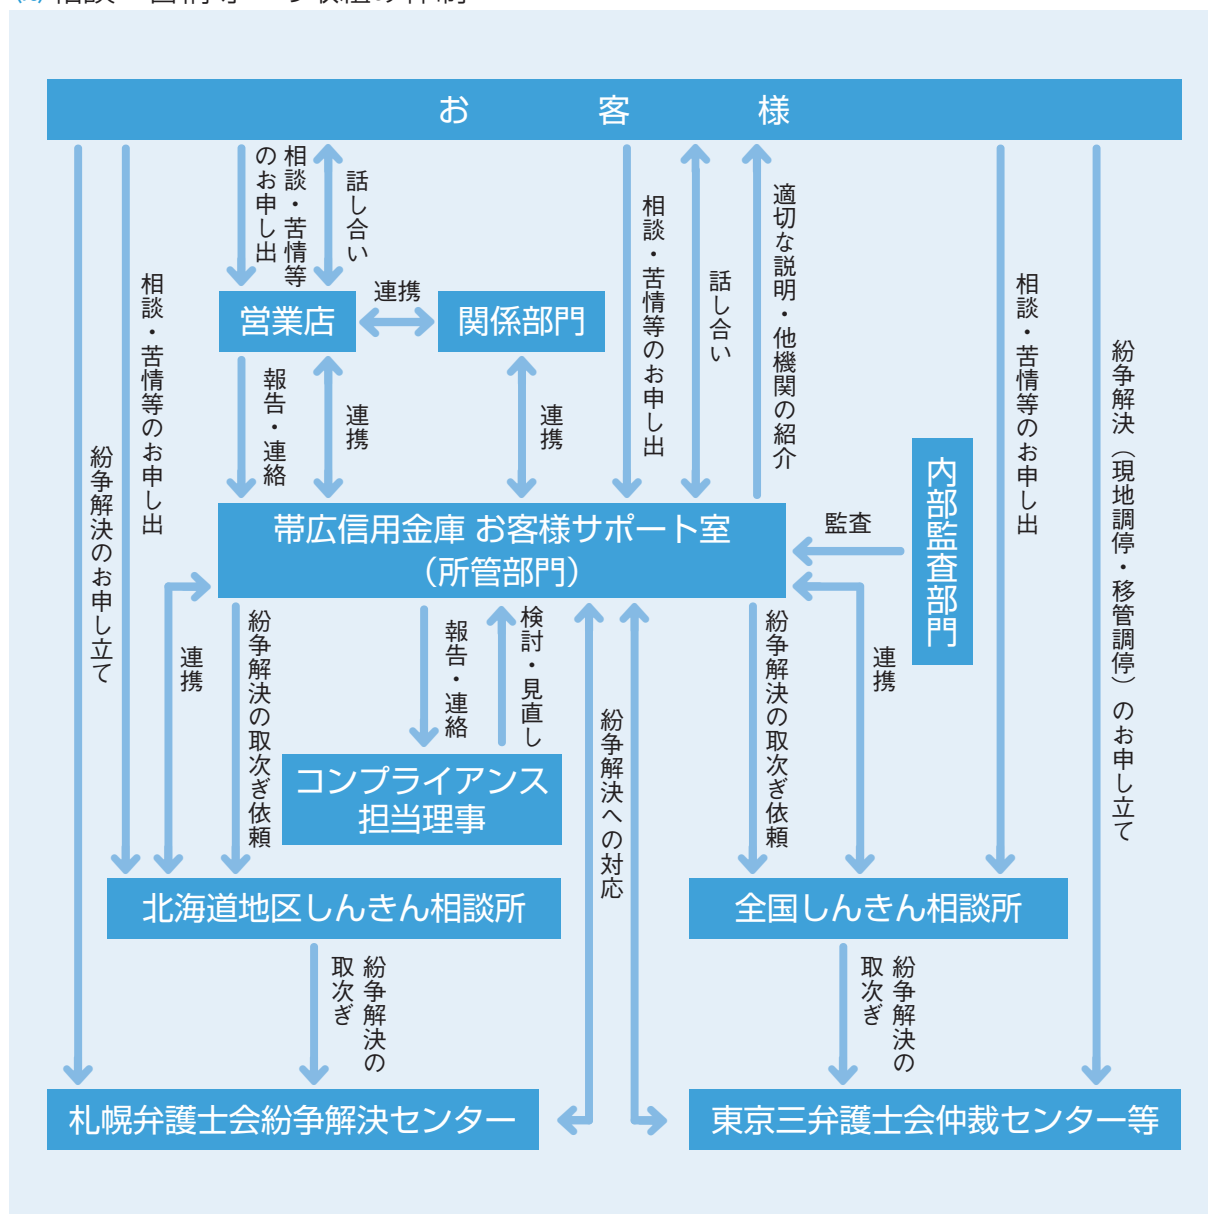 お客様
相談・苦情等
のお申し出
話し合い
相談・苦情等のお申し出
話し合い
適切な説明・他機関の紹介
相談・苦情等のお申し出
紛争解決のお申し立て
相談・苦情等のお申し出
紛争解決（現地調停・移管調停）のお申し立て
営業店
連携
関係部門
報告・連絡
連携
連携
内部監査部門
監査
帯広信用金庫 お客様サポート室
（所管部門）
連携
紛争解決の取次ぎ依頼
報告・連絡
検討・見直し
紛争解決への対応
紛争解決の取次ぎ依頼
連携
コンプライアンス
担当理事
北海道地区しんきん相談所
全国しんきん相談所
紛争解決の
取次ぎ
紛争解決の
取次ぎ
札幌弁護士会紛争解決センター
東京三弁護士会仲裁センター等